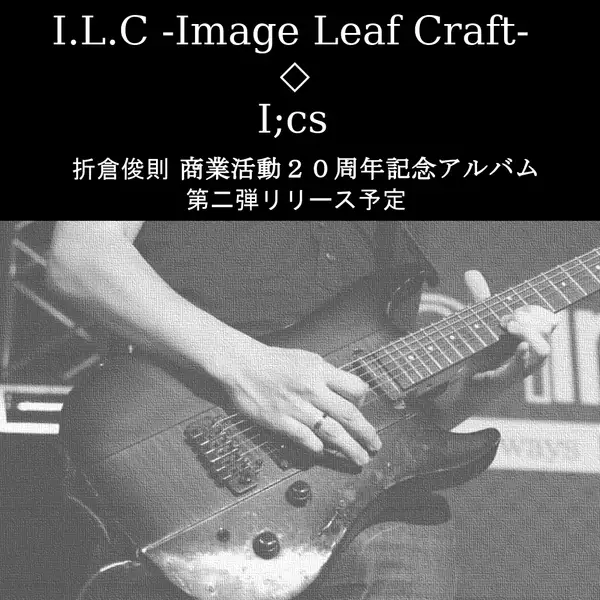 I.L.C -Image Leaf Craft-
◇
I;cs
折倉俊則 商業活動２０周年記念アルバム
第二弾リリース予定